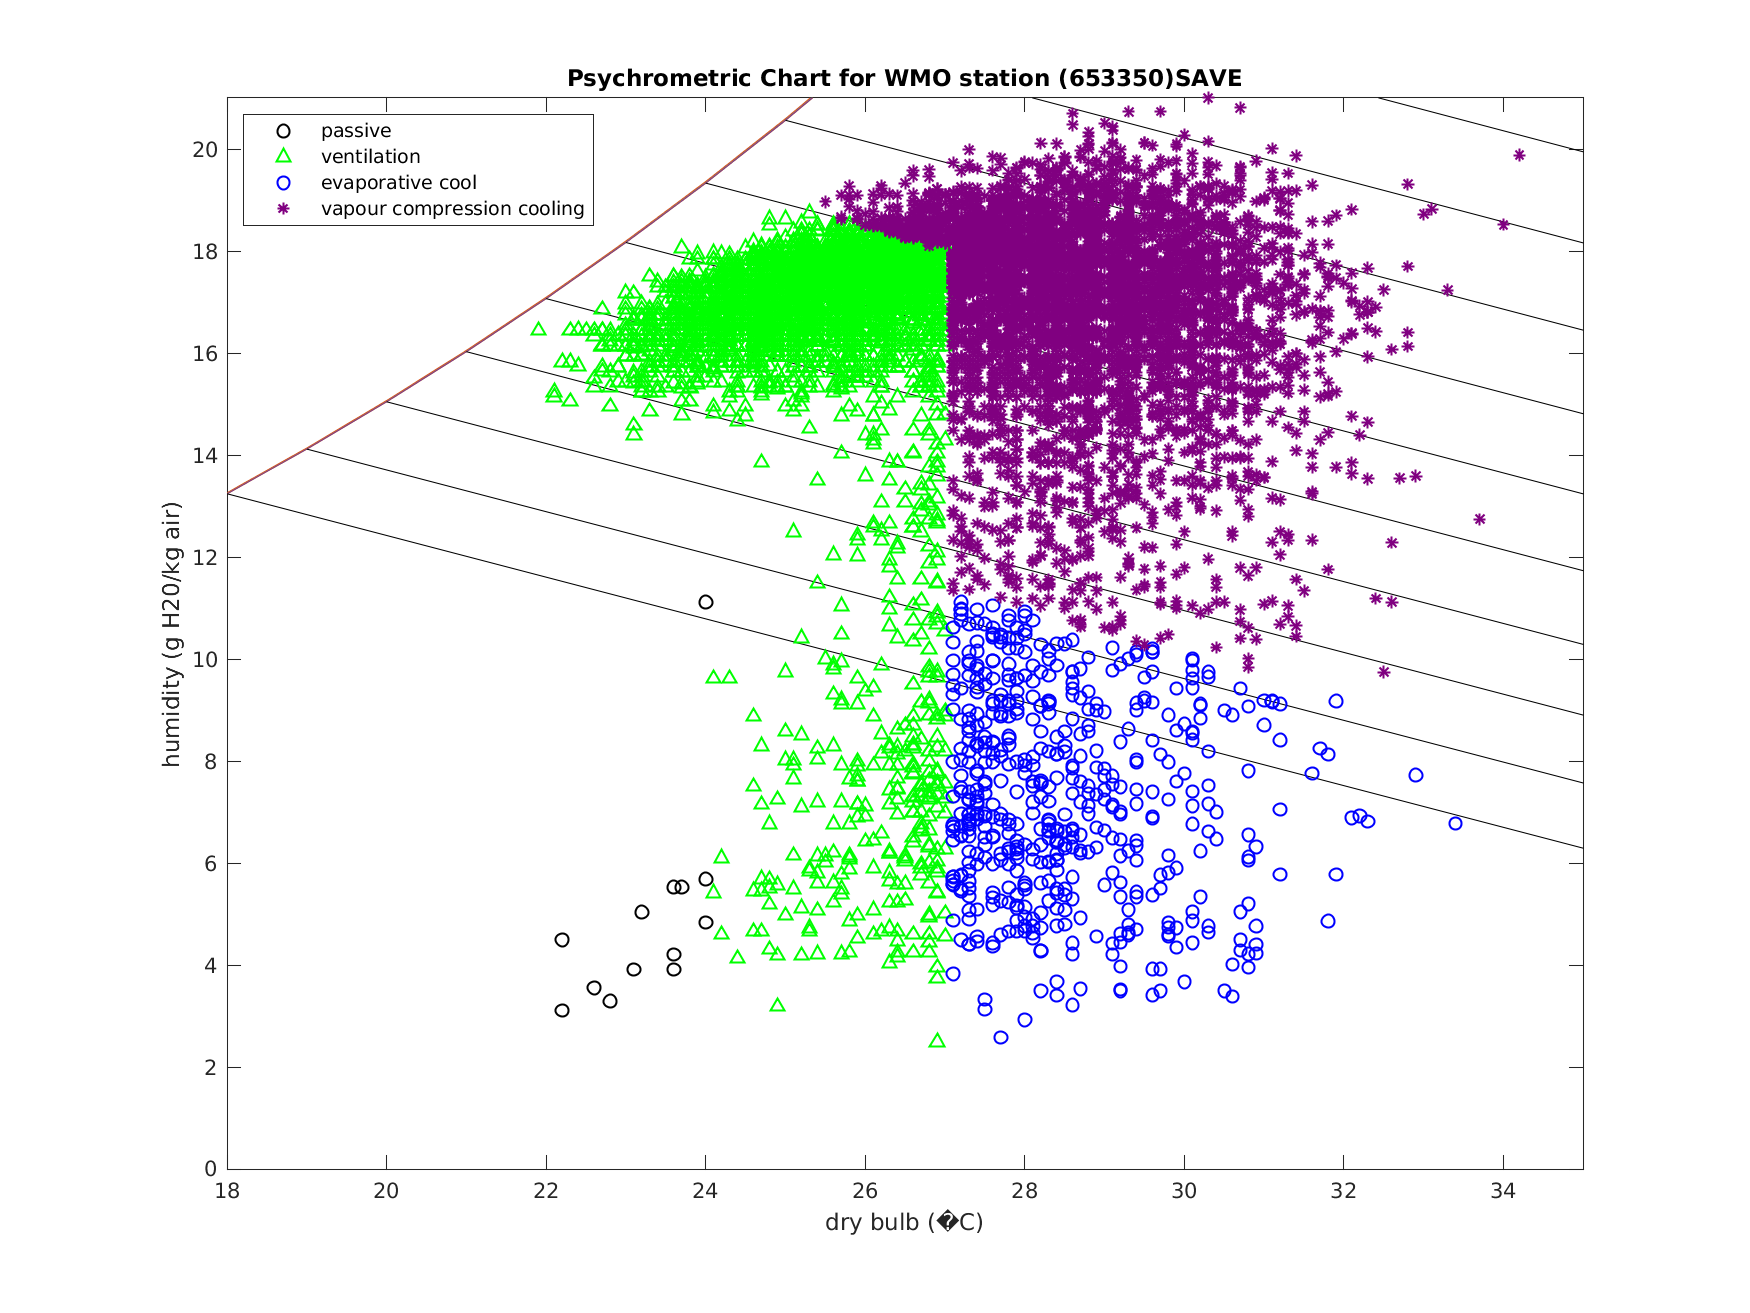 Psychrometric Chart for WMO station (653350)SAVE
passive
ventilation
evaporative cool
vapour compression cooling
humidity (g H20/kg air)
20
18
16
14
12
10
8
6
4
2
0
18 20 22 24 26 28 30 32 34
dry bulb (�C)